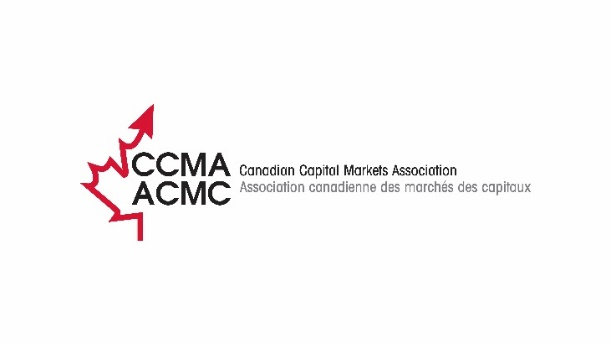 CCMA Canadian Capital Markets Association
ACMC Association canadienne des marchés des capitaux